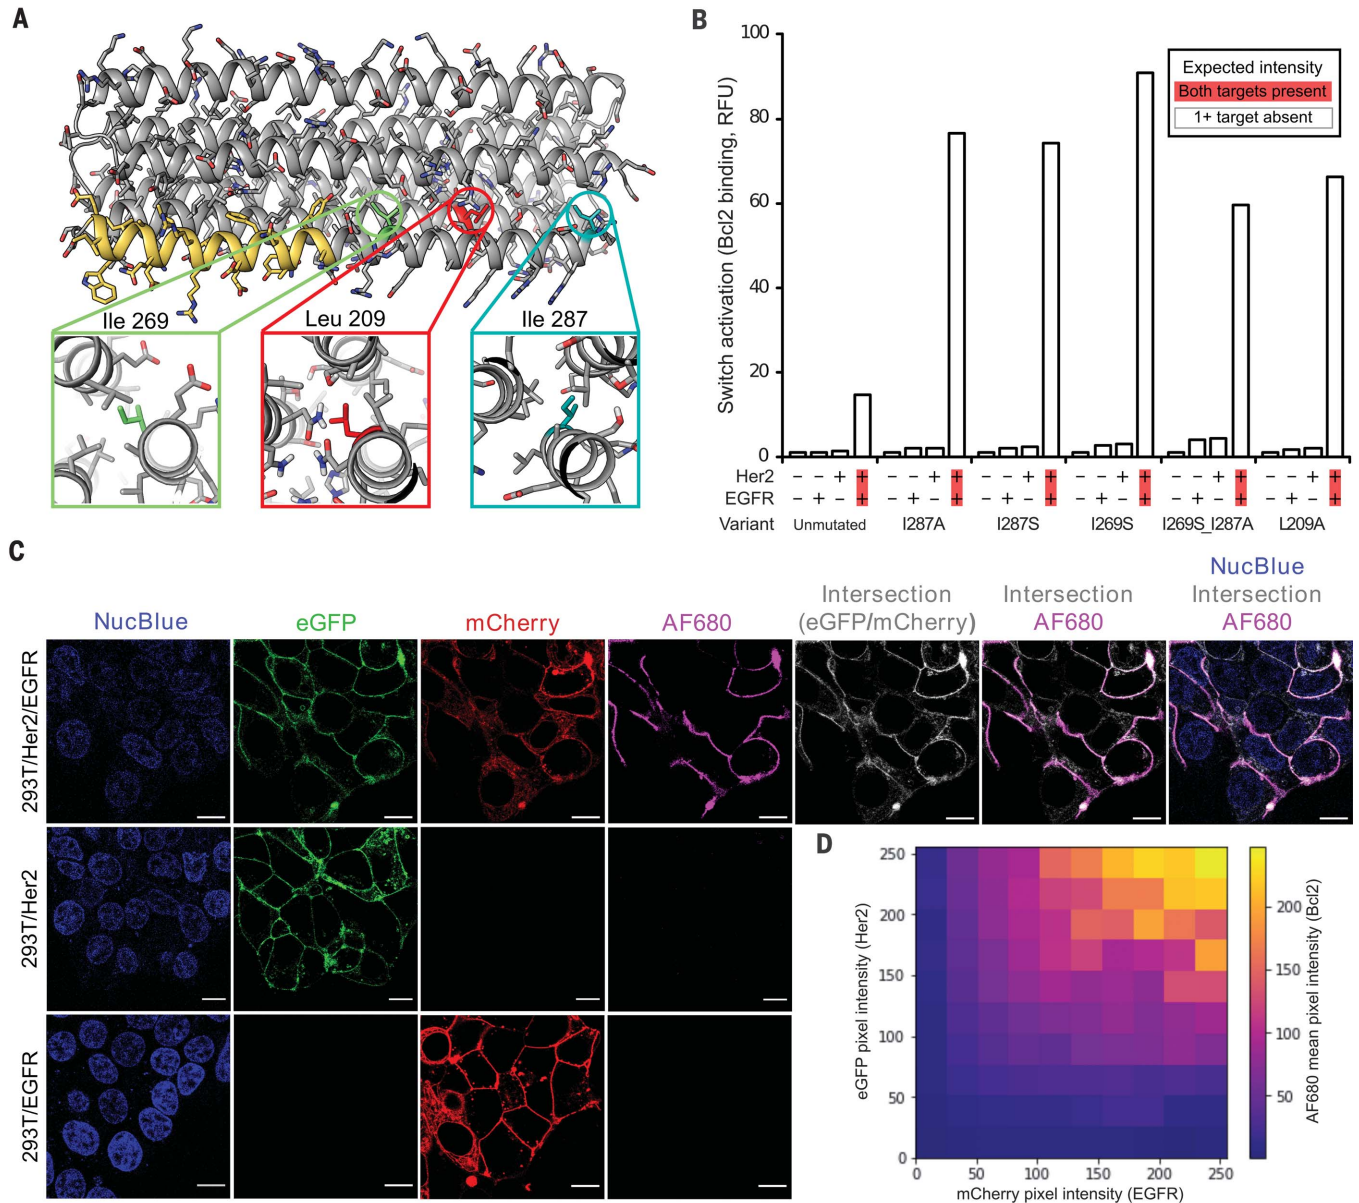 A
Ile 269
Leu 209
Ile 287
B
Switch activation (Bcl2 binding, RFU)
100
80
60
40
20
0
Expected intensity
Both targets present
1+ target absent
Her2 - - + + - - + + - - + + - - + + - - + + - - + +
EGFR - + - + - + - + - + - + - + - + - + - + - + - +
Variant Unmutated I287A I287S I269S I269S_I287A L209A
C
NucBlue
eGFP
mCherry
AF680
Intersection
(eGFP/mCherry)
Intersection
AF680
NucBlue
Intersection
AF680
293T/Her2/EGFR
293T/Her2
293T/EGFR
D
eGFP pixel intensity (Her2)
250
200
150
100
50
0
0 50 100 150 200 250
mCherry pixel intensity (EGFR)
200
150
100
50
AF680 mean pixel intensity (Bcl2)